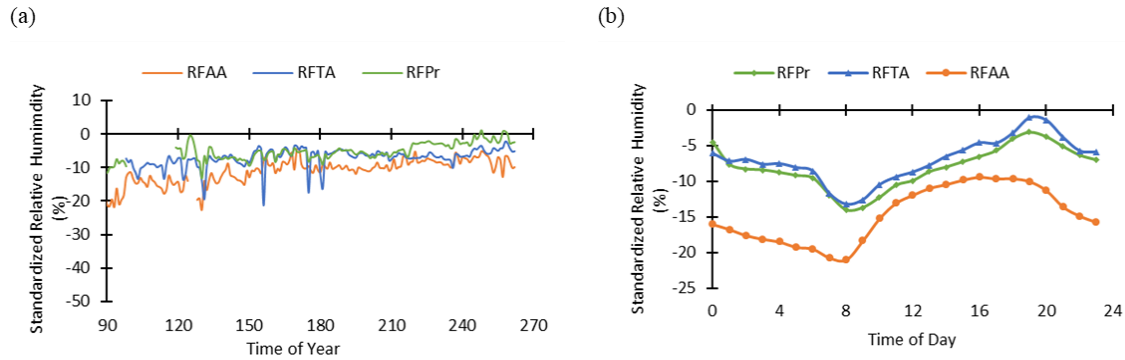 (a)
RFAA RFTA RFPr
Standardized Relative Humimdity
(%)
10
0
-10
-20
-30
-40
-50
90 120 150 180 210 240 270
Time of Year
(b)
RFPr RFTA RFAA
Standardized Relative Humidity
(%)
0
-5
-10
-15
-20
-25
0 4 8 12 16 20 24
Time of Day